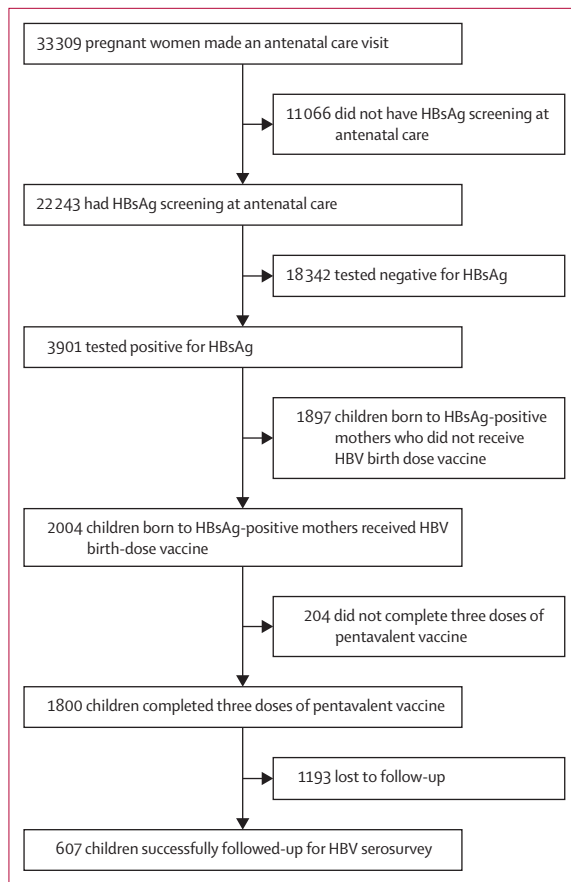 33309 pregnant women made an antenatal care visit
11066 did not have HBsAg screening at
antenatal care
22243 had HBsAg screening at antenatal care
18342 tested negative for HBsAg
3901 tested positive for HBsAg
1897 children born to HBsAg-positive
mothers who did not receive
HBV birth dose vaccine
2004 children born to HBsAg-positive mothers received HBV
birth-dose vaccine
204 did not complete three doses of
pentavalent vaccine
1800 children completed three doses of pentavalent vaccine
1193 lost to follow-up
607 children successfully followed-up for HBV serosurvey